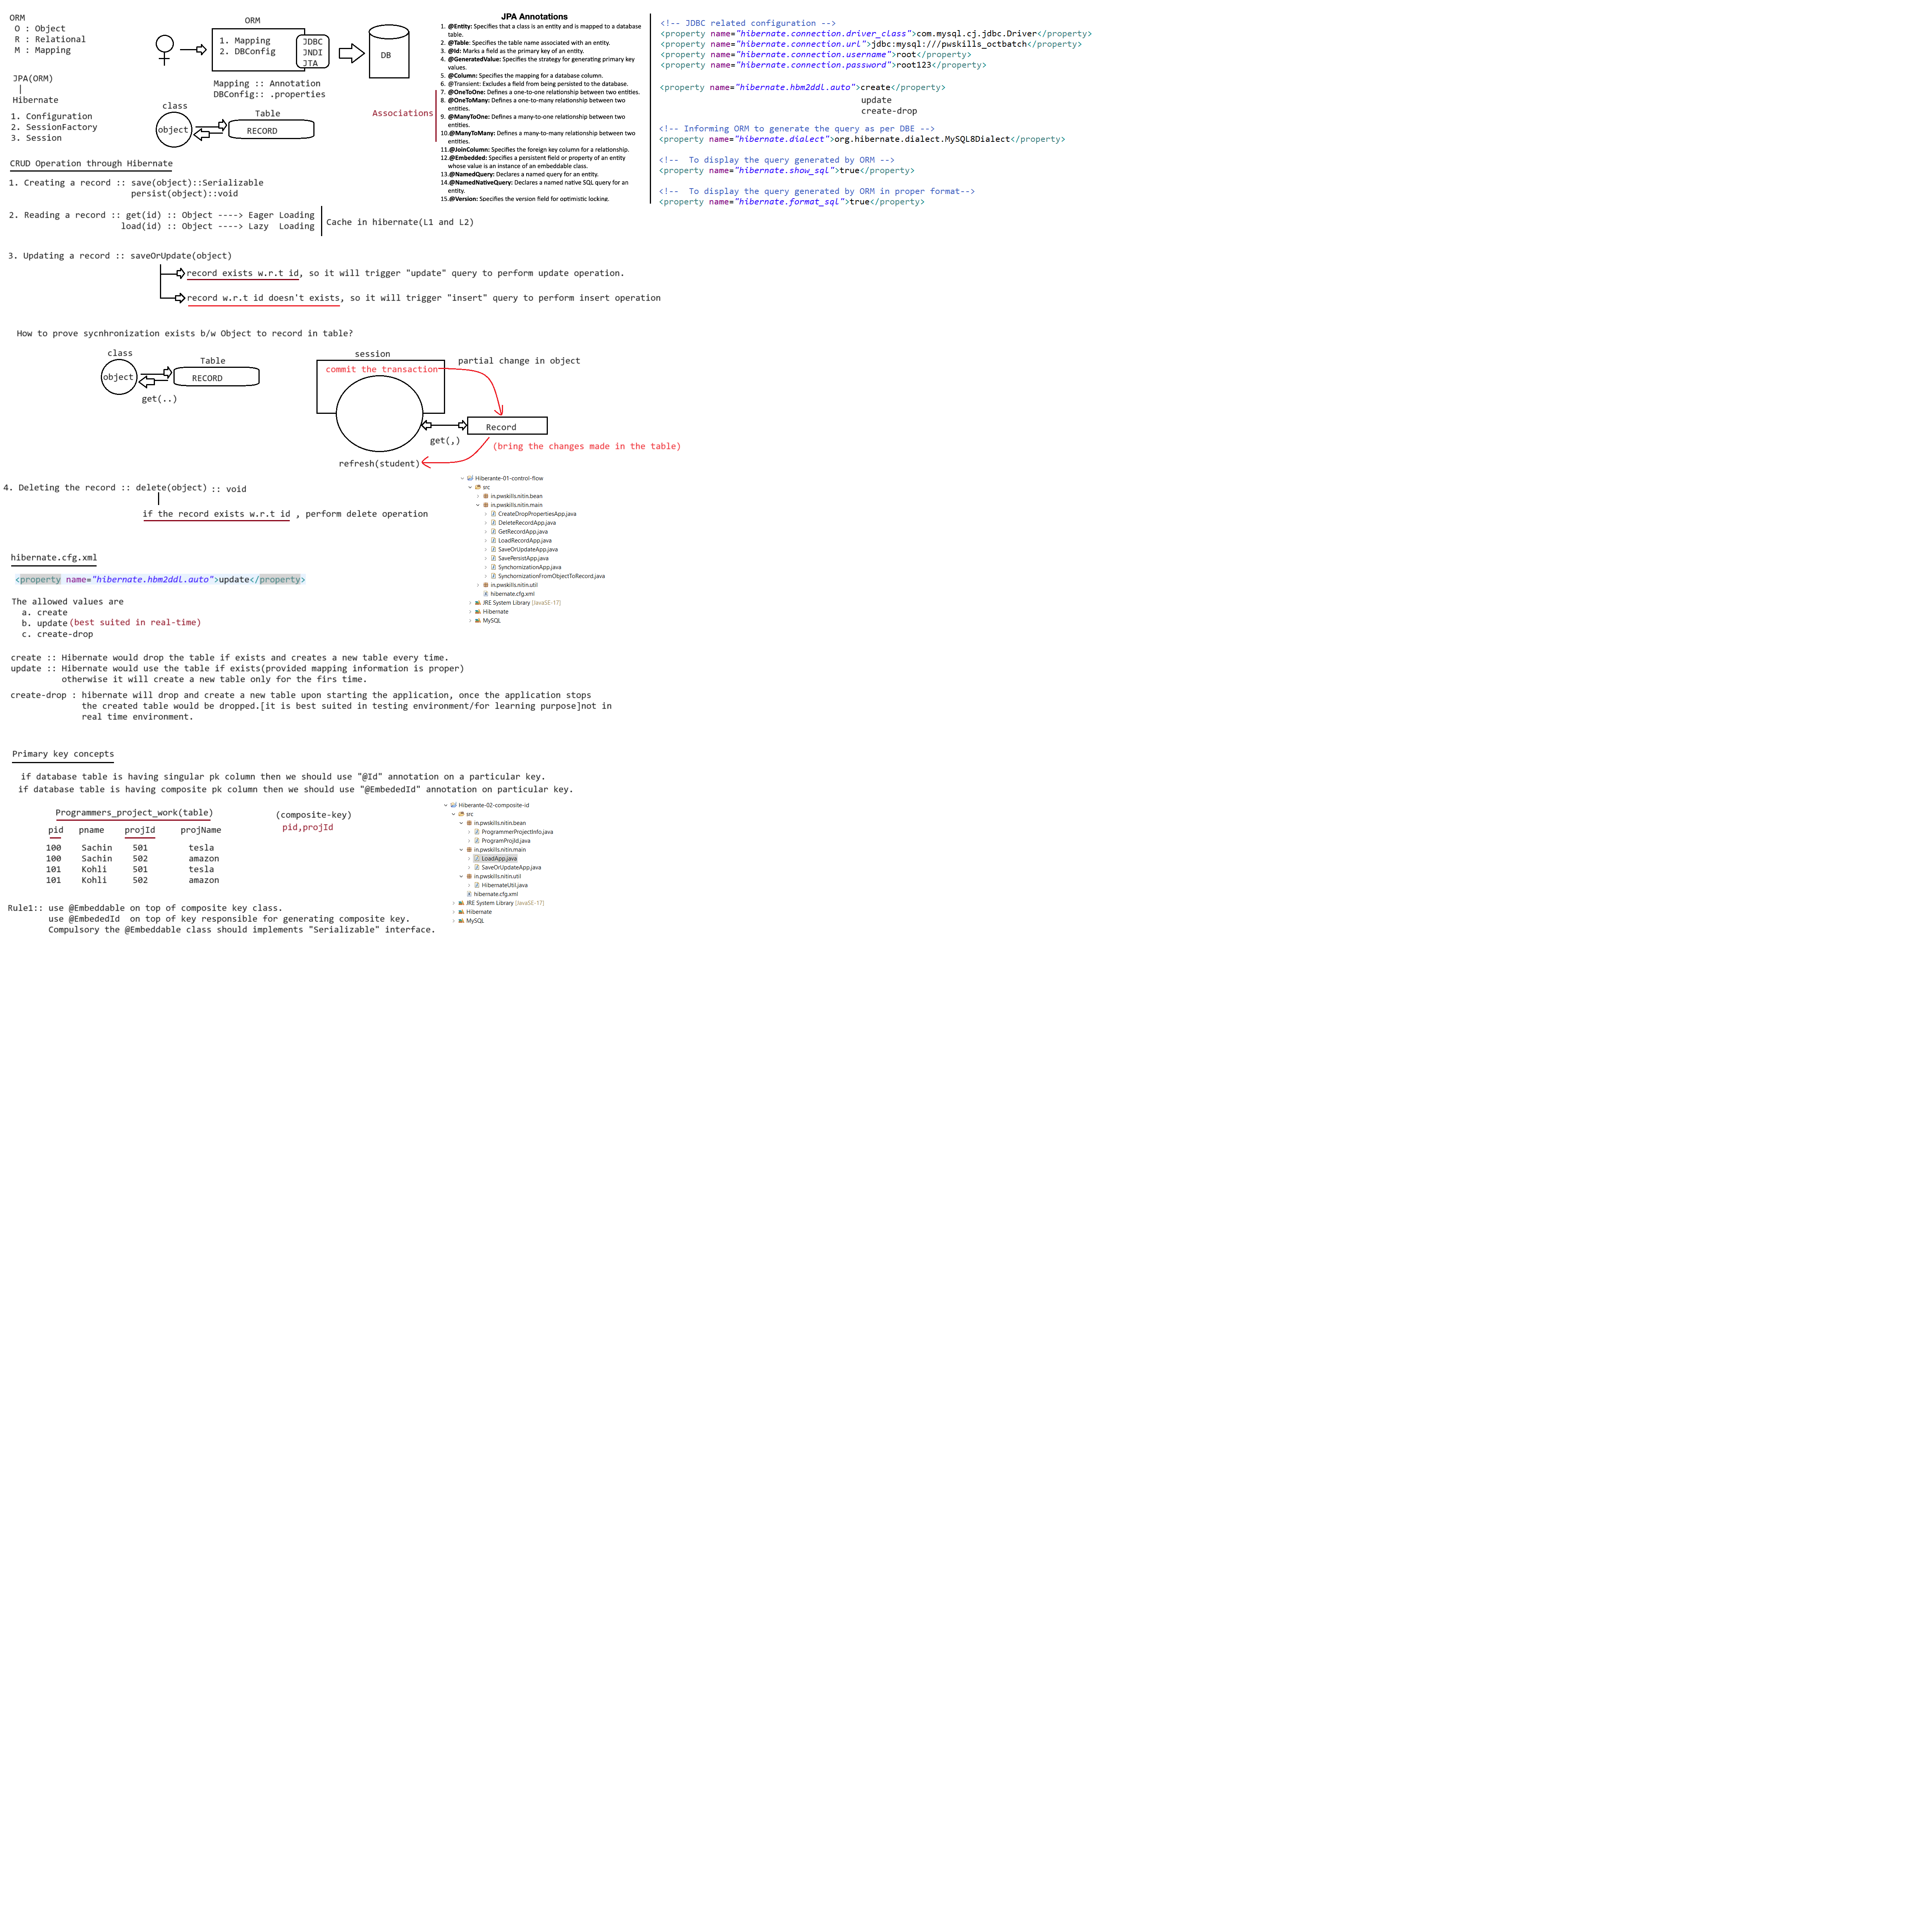 ORM
O : Object
R : Relational
M : Mapping
JPA(ORM)
|
Hibernate
1. Configuration
2. SessionFactory
3. Session
ORM
1. Mapping
2. DBConfig
JDBC
JNDI
JTA
DB
Mapping :: Annotation
DBConfig:: .properties
class
object
Table
RECORD
JPA Annotations
1. @Entity: Specifies that a class is an entity and is mapped to a database
table.
2. @Table: Specifies the table name associated with an entity.
3. @Id: Marks a field as the primary key of an entity.
4. @GeneratedValue: Specifies the strategy for generating primary key
values.
5. @Column: Specifies the mapping for a database column.
6. @Transient: Excludes a field from being persisted to the database.
7. @OneToOne: Defines a one-to-one relationship between two entities.
8. @OneToMany: Defines a one-to-many relationship between two
entities.
9. @ManyToOne: Defines a many-to-one relationship between two
entities.
10.@ManyToMany: Defines a many-to-many relationship between two
entities.
11.@JoinColumn: Specifies the foreign key column for a relationship.
12.@Embedded: Specifies a persistent field or property of an entity
whose value is an instance of an embeddable class.
13.@NamedQuery: Declares a named query for an entity.
14.@NamedNativeQuery: Declares a named native SQL query for an
entity.
15.@Version: Specifies the version field for optimistic locking.
Associations
<!-- JDBC related configuration -->
<property name="hibernate.connection.driver_class">com.mysql.cj.jdbc.Driver</property>
<property name="hibernate.connection.url">jdbc:mysql:///pwskills_octbatch</property>
<property name="hibernate.connection.username">root</property>
<property name="hibernate.connection.password">root123</property>
<property name="hibernate.hbm2ddl.auto">create</property>
update
create-drop
<!-- Informing ORM to generate the query as per DBE -->
<property name="hibernate.dialect">org.hibernate.dialect.MySQL8Dialect</property>
<!--  To display the query generated by ORM -->
<property name="hibernate.show_sql">true</property>
<!--  To display the query generated by ORM in proper format-->
<property name="hibernate.format_sql">true</property>
CRUD Operation through Hibernate
1. Creating a record :: save(object)::Serializable
persist(object)::void
2. Reading a record :: get(id) :: Object ----> Eager Loading
load(id) :: Object ----> Lazy  Loading
Cache in hibernate(L1 and L2)
3. Updating a record :: saveOrUpdate(object)
record exists w.r.t id, so it will trigger "update" query to perform update operation.
record w.r.t id doesn't exists, so it will trigger "insert" query to perform insert operation
How to prove sycnhronization exists b/w Object to record in table?
class
object
Table
RECORD
get(..)
session
commit the transaction
partial change in object
Record
get(,)
(bring the changes made in the table)
refresh(student)
4. Deleting the record :: delete(object) :: void
if the record exists w.r.t id , perform delete operation
Hiberante-01-control-flow
src
in.pwskills.nitin.bean
in.pwskills.nitin.main
CreateDropPropertiesApp.java
DeleteRecordApp.java
GetRecordApp.java
LoadRecordApp.java
SaveOrUpdateApp.java
SavePersistApp.java
SynchornizationApp.java
SynchornizationFromObjectToRecord.java
in.pwskills.nitin.util
hibernate.cfg.xml
JRE System Library [JavaSE-17]
Hibernate
MySQL
hibernate.cfg.xml
<property name="hibernate.hbm2ddl.auto">update</property>
The allowed values are
a. create
b. update(best suited in real-time)
c. create-drop
create :: Hibernate would drop the table if exists and creates a new table every time.
update :: Hibernate would use the table if exists(provided mapping information is proper)
otherwise it will create a new table only for the firs time.
create-drop : hibernate will drop and create a new table upon starting the application, once the application stops
the created table would be dropped.[it is best suited in testing environment/for learning purpose]not in
real time environment.
Primary key concepts
if database table is having singular pk column then we should use "@Id" annotation on a particular key.
if database table is having composite pk column then we should use "@EmbededId" annotation on particular key.
Programmers_project_work(table)
pid pname projId projName
100 Sachin 501 tesla
100 Sachin 502 amazon
101 Kohli 501 tesla
101 Kohli 502 amazon
(composite-key)
pid,projId
Hiberante-02-composite-id
src
in.pwskills.nitin.bean
ProgrammerProjectInfo.java
ProgramProjId.java
in.pwskills.nitin.main
LoadApp.java
SaveOrUpdateApp.java
in.pwskills.nitin.util
HibernateUtil.java
hibernate.cfg.xml
JRE System Library [JavaSE-17]
Hibernate
MySQL
Rule1:: use @Embeddable on top of composite key class.
use @EmbededId  on top of key responsible for generating composite key.
Compulsory the @Embeddable class should implements "Serializable" interface.